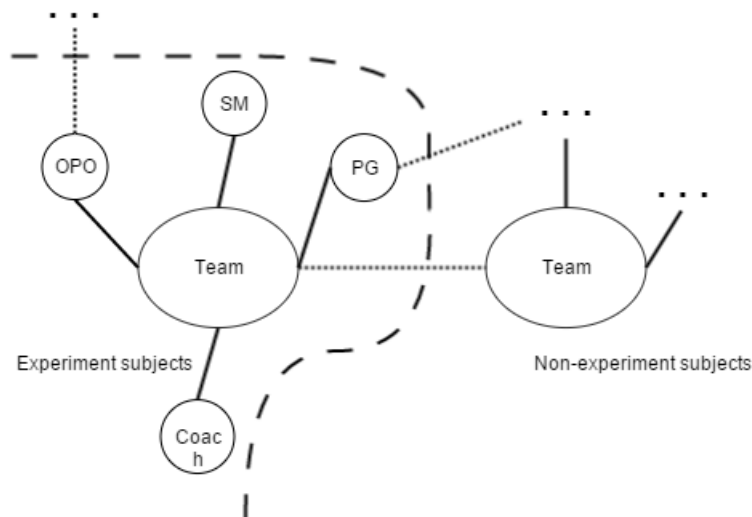 . . .
SM
. . .
OPO
PG
. . .
Team
Team
Experiment subjects
Non-experiment subjects
Coac
h